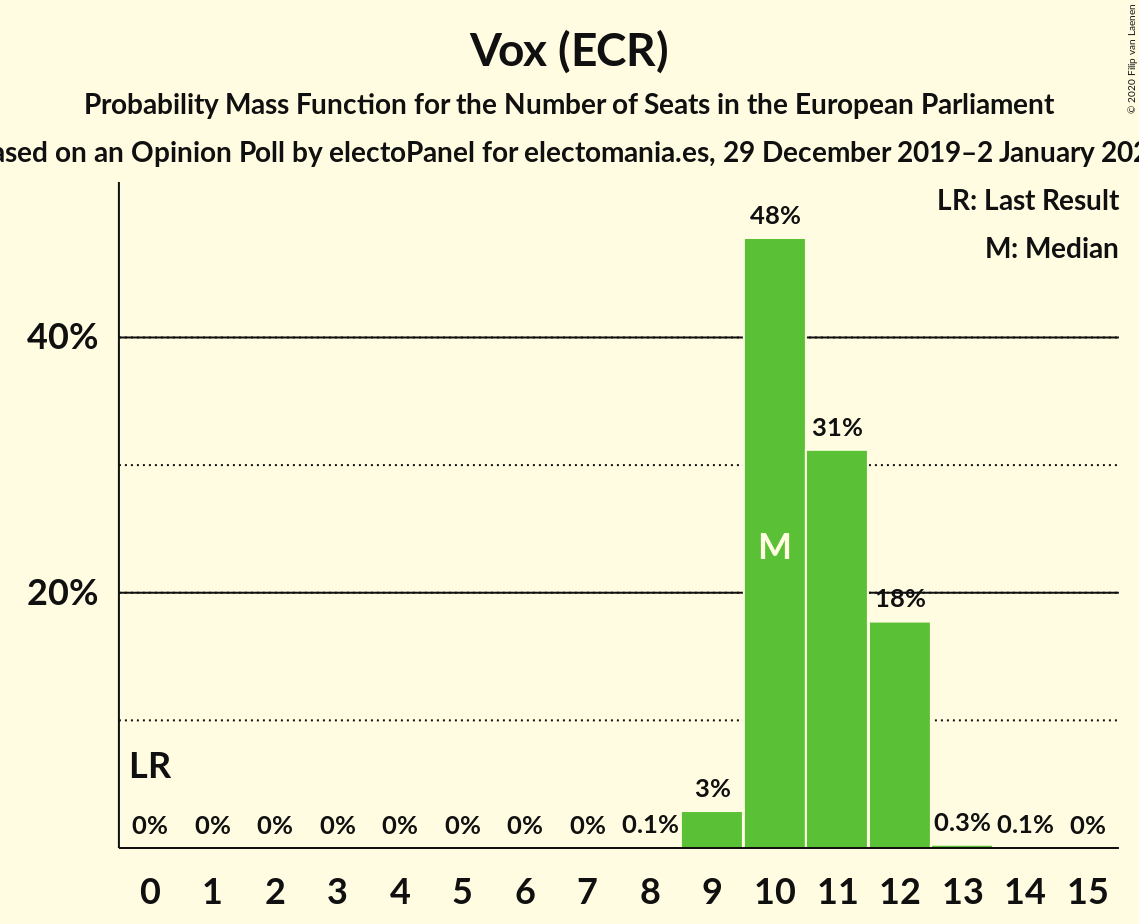 © 2020 Filip van Laenen
Vox (ECR)
Probability Mass Function for the Number of Seats in the European Parliament
ased on an Opinion Poll by electoPanel for electomania.es, 29 December 2019–2 January 202
LR: Last Result
M: Median
48%
40%
31%
M
20%
18%
LR
3%
0% 0% 0% 0% 0% 0% 0% 0% 0.1% 0.3% 0.1% 0%
0 1 2 3 4 5 6 7 8 9 10 11 12 13 14 15